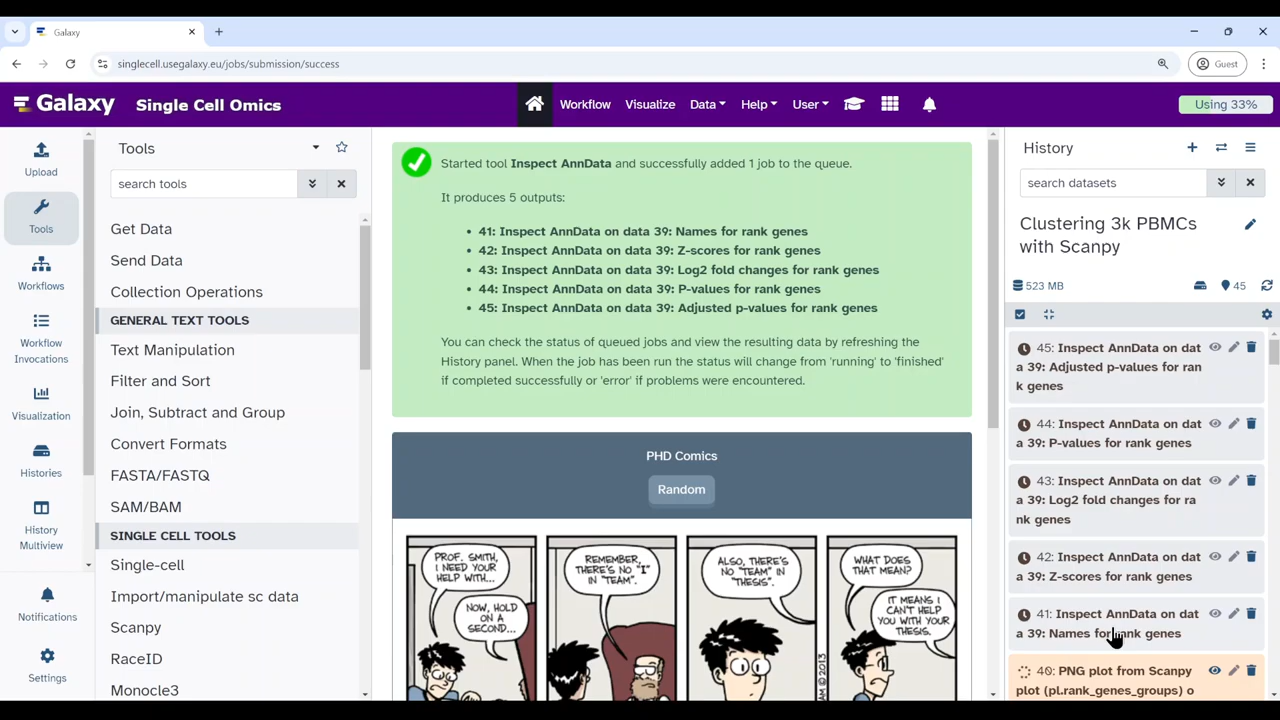 Galaxy
singlecell.usegalaxy.eu/jobs/submission/success
Guest
Galaxy Single Cell Omics
Workflow Visualize Data Help User
Using 33%
Upload
Tools
Workflows
Workflow
Invocations
Visualization
Histories
History
Multiview
Notifications
Settings
Tools
search tools
Get Data
Send Data
Collection Operations
GENERAL TEXT TOOLS
Text Manipulation
Filter and Sort
Join, Subtract and Group
Convert Formats
FASTA/FASTQ
SAM/BAM
SINGLE CELL TOOLS
Single-cell
Import/manipulate sc data
Scanpy
RaceID
Monocle3
Started tool Inspect AnnData and successfully added 1 job to the queue.
It produces 5 outputs:
• 41: Inspect AnnData on data 39: Names for rank genes
• 42: Inspect AnnData on data 39: Z-scores for rank genes
• 43: Inspect AnnData on data 39: Log2 fold changes for rank genes
• 44: Inspect AnnData on data 39: P-values for rank genes
• 45: Inspect AnnData on data 39: Adjusted p-values for rank genes
You can check the status of queued jobs and view the resulting data by refreshing the
History panel. When the job has been run the status will change from 'running' to 'finished'
if completed successfully or 'error' if problems were encountered.
PHD Comics
Random
PROF. SMITH,
I NEED YOUR
HELP WITH...
NOW, HOLD
ON A
SECOND...
REMEMBER,
THERE'S NO "I"
IN "TEAM".
ALSO, THERE'S
NO "TEAM" IN
"THESIS".
WHAT DOES
THAT MEAN?
IT MEANS I
CAN'T HELP
YOU WITH YOUR
THESIS.
AM © 2013
History
search datasets
Clustering 3k PBMCs
with Scanpy
523 MB
45
45: Inspect AnnData on dat
a 39: Adjusted p-values for ran
k genes
44: Inspect AnnData on dat
a 39: P-values for rank genes
43: Inspect AnnData on dat
a 39: Log2 fold changes for ra
nk genes
42: Inspect AnnData on dat
a 39: Z-scores for rank genes
41: Inspect AnnData on dat
a 39: Names for rank genes
40: PNG plot from Scanpy
plot (pl.rank_genes_groups) o